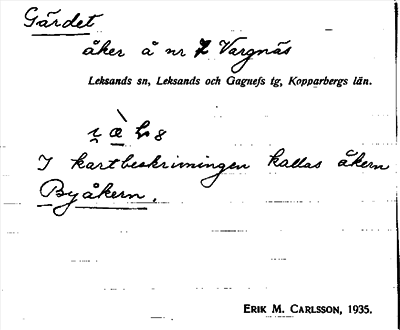 Gärdet
åker å nr 7 Vargnäs
Leksands sn, Leksands och Gagnefs tg, Kopparbergs län.
I kartbeskrivningen kallas åkern
Byåkern.
ERIK M. CARLSSON, 1935.